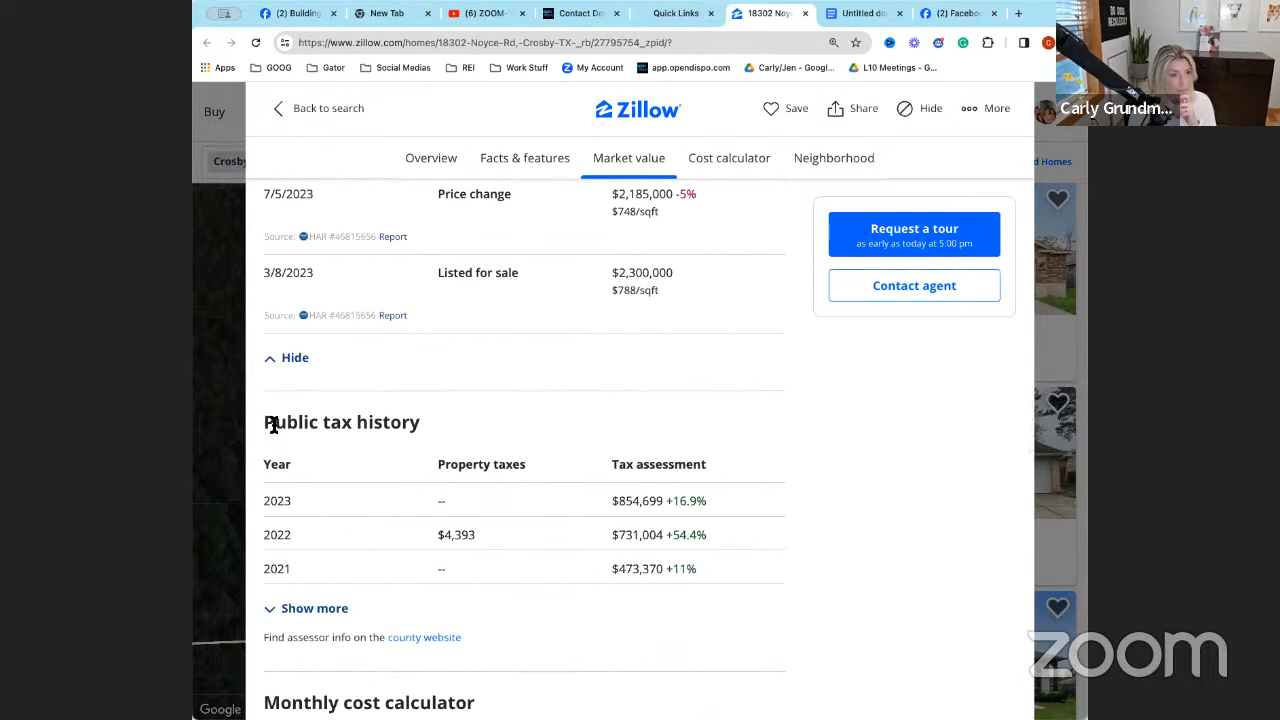 (2) Building
New Tab
(5) ZOOM
Contact De
Quick Links
18302 Noy
(2) Faceb
https://www.zillow.com/homes/18302-Noyce-Rd,-Crosby-TX-_rb/27795754_zpid/?
Apps GOOG Gator Social Medias REI Work Stuff My Account app.opendispo.com Carly/Jen - Googl... L10 Meetings - G...
DO GOOD RECKLESSLY
Carly Grundm...
Buy
Back to search
Zillow
Save Share Hide More
Crosby
Overview Facts & features Market value Cost calculator Neighborhood
d Homes
7/5/2023 Price change $2,185,000 -5%
$748/sqft
Source: HAR #46815656 Report
3/8/2023 Listed for sale $2,300,000
$788/sqft
Source: HAR #46815656 Report
Request a tour
as early as today at 5:00 pm
Contact agent
Hide
Public tax history
Year Property taxes Tax assessment
2023 -- $854,699 +16.9%
2022 $4,393 $731,004 +54.4%
2021 -- $473,370 +11%
Show more
Find assessor info on the county website
Monthly cost calculator
Google
zoom